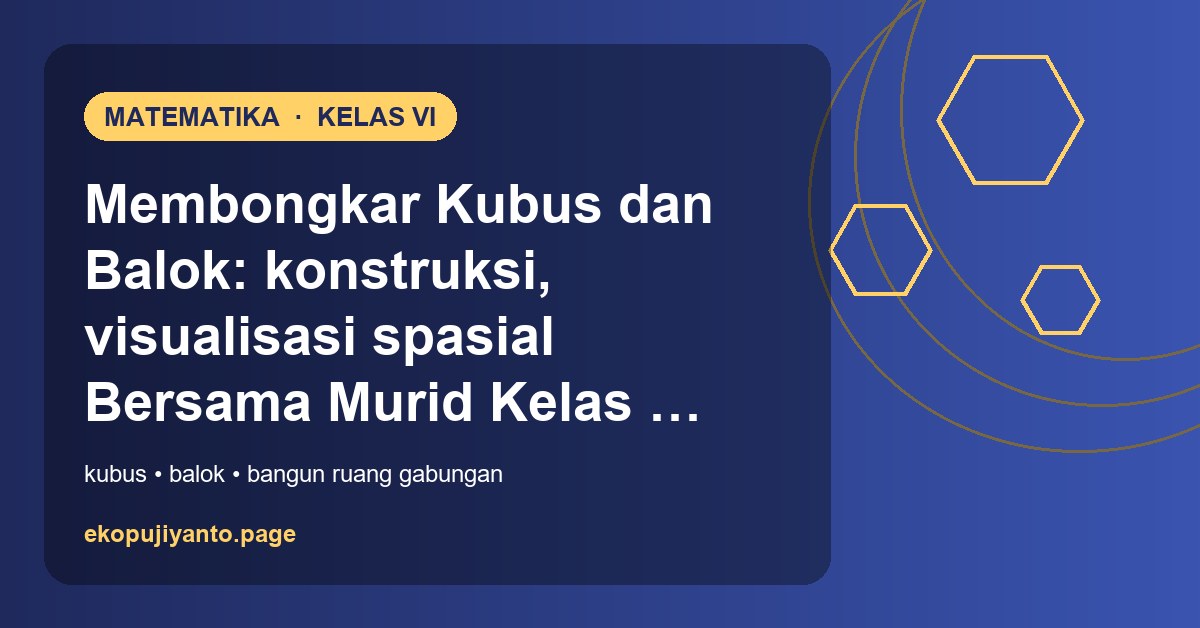 MATEMATIKA · KELAS VI
Membongkar Kubus dan
Balok: konstruksi,
visualisasi spasial
Bersama Murid Kelas …
kubus • balok • bangun ruang gabungan
ekopujiyanto.page